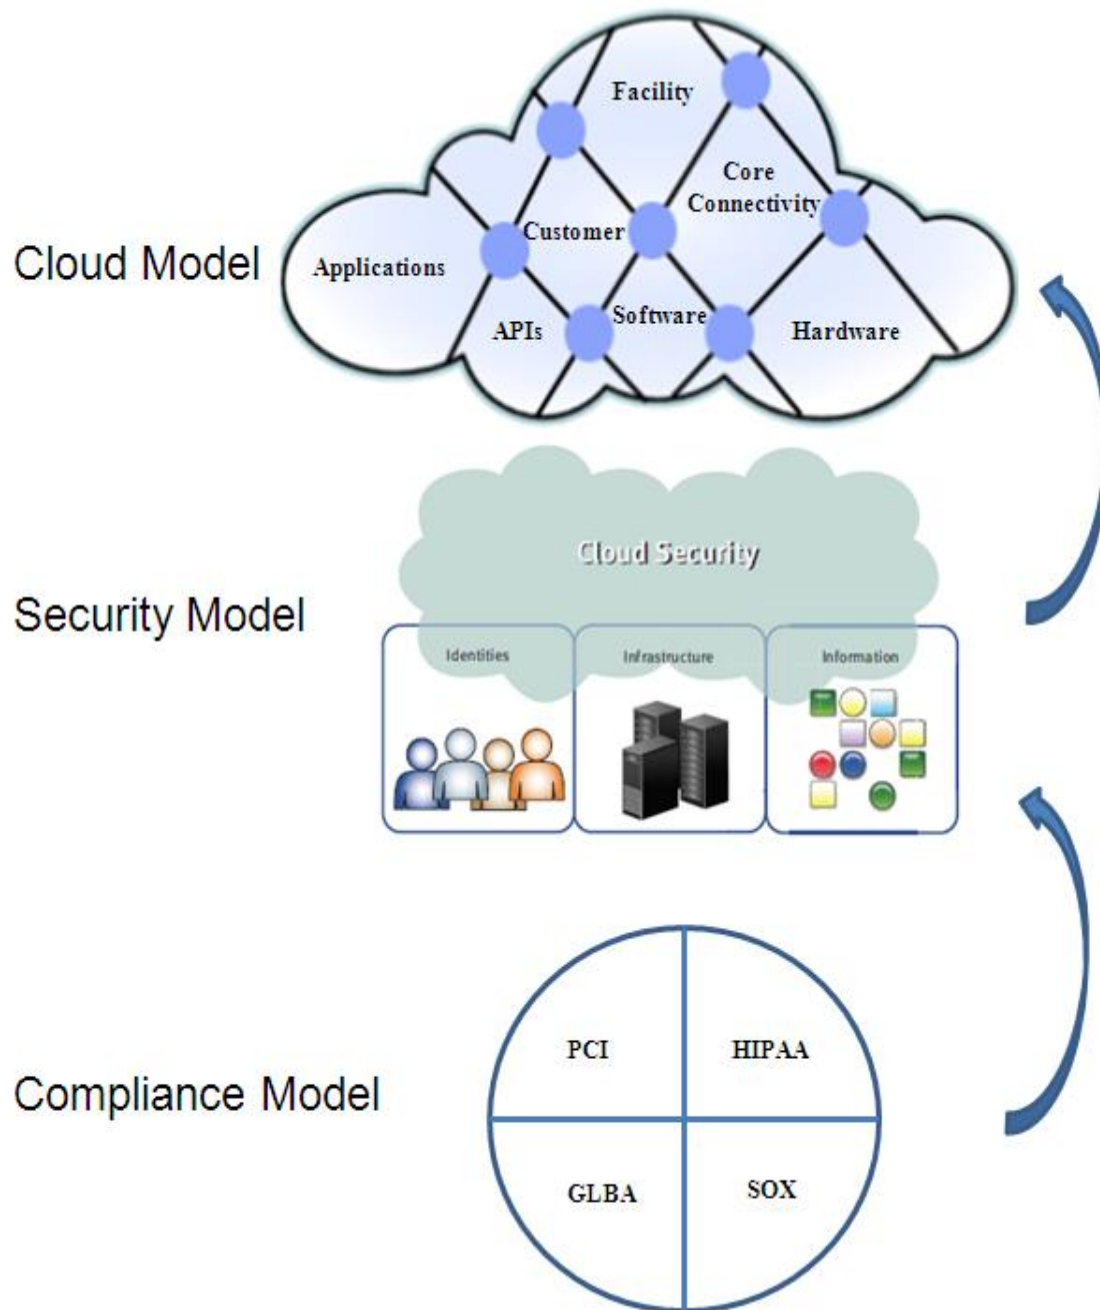 Facility
Core
Connectivity
Customer
Cloud Model
Applications
Software
APIs
Hardware
Cloud Security
Security Model
Identities
Infrastructure
Information
PCI
HIPAA
Compliance Model
GLBA
SOX